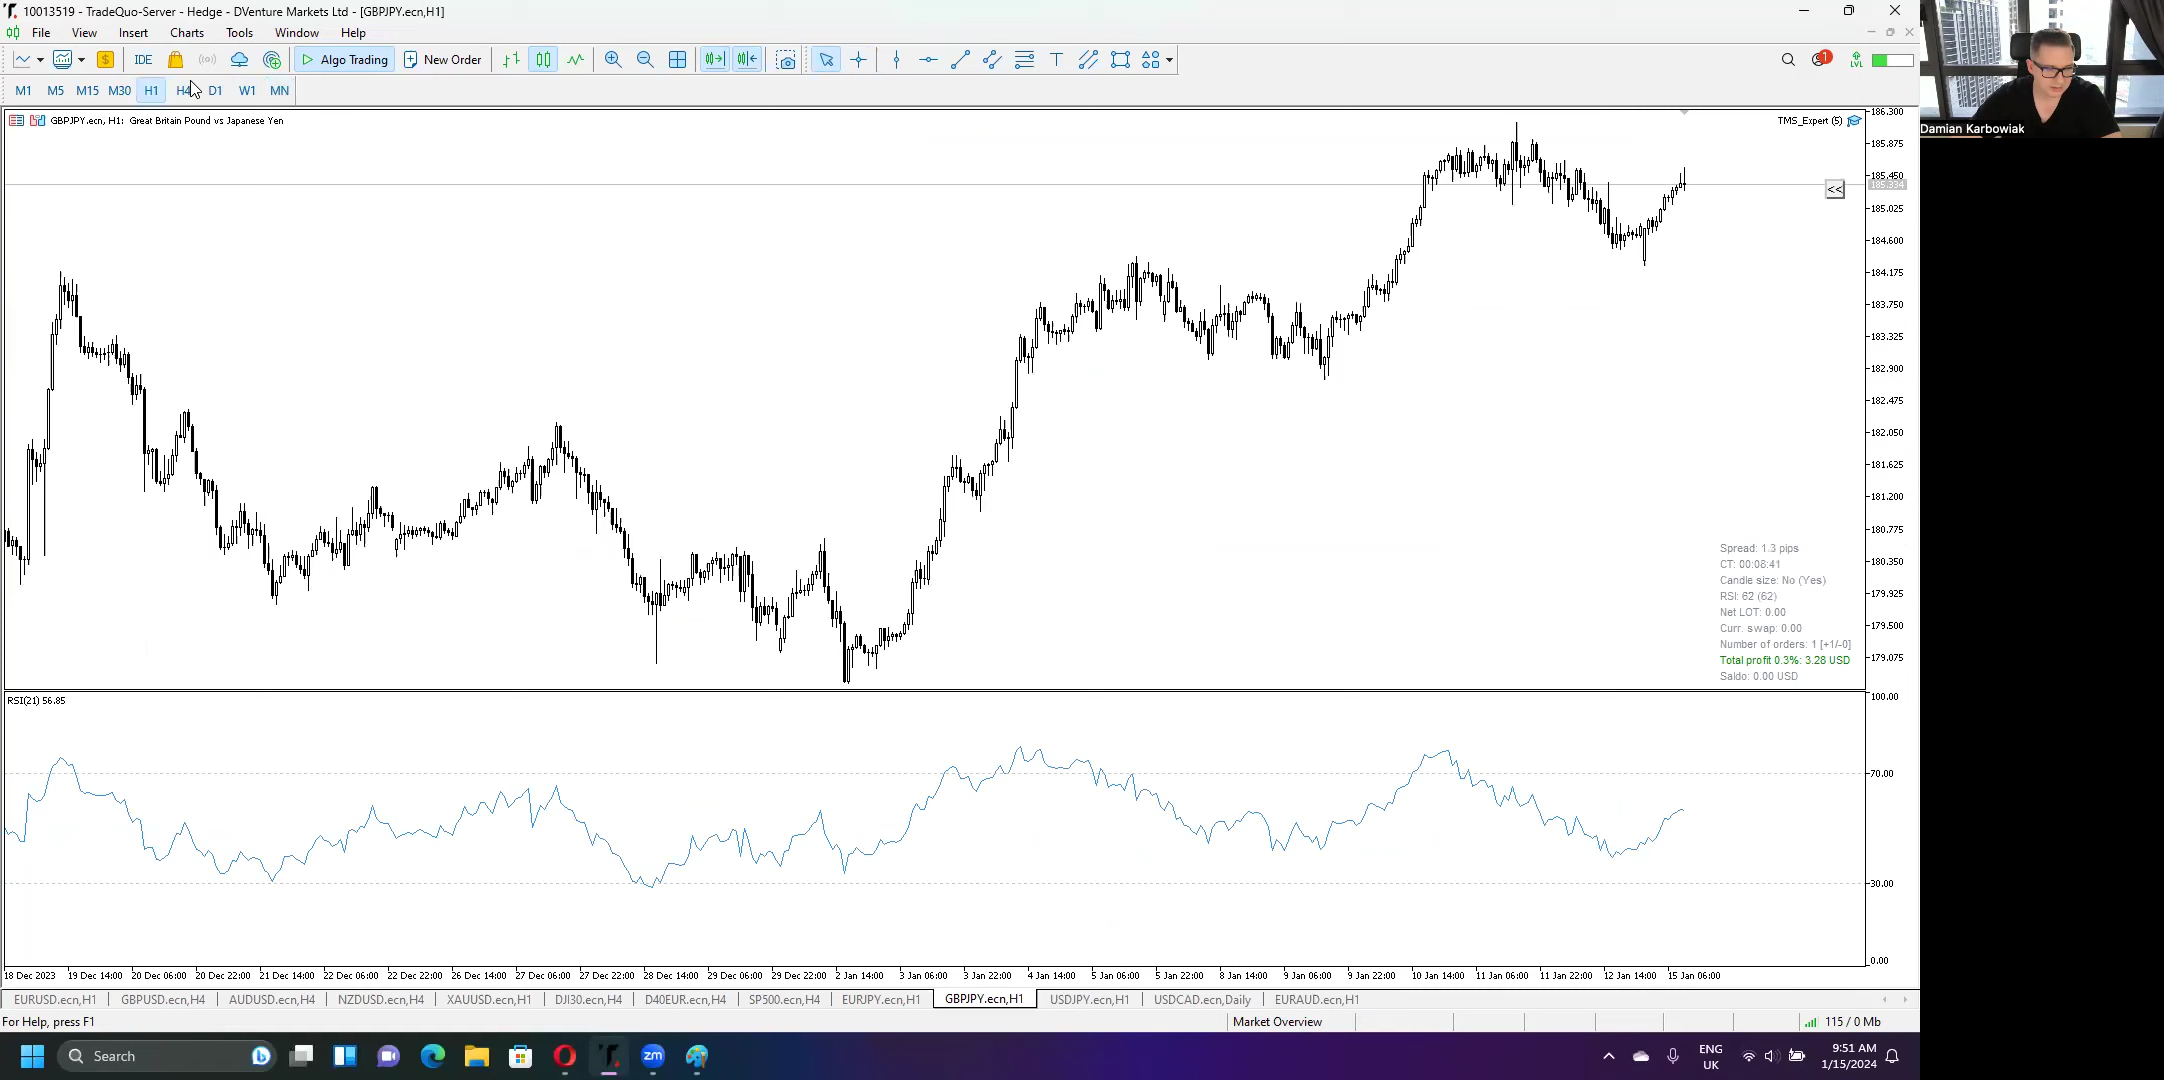 10013519 - TradeQuo-Server - Hedge - DVenture Markets Ltd - [GBPJPY.ecn,H1]
File View Insert Charts Tools Window Help
IDE Algo Trading New Order 1 LVL
M1 M5 M15 M30 H1 H4 D1 W1 MN
GBPJPY.ecn, H1: Great Britain Pound vs Japanese Yen
TMS_Expert (5)
Damian Karbowiak
186.300
185.875
185.450
185.334
<<
185.025
184.600
184.175
183.750
183.325
182.900
182.475
182.050
181.625
181.200
180.775
180.350
179.925
179.500
179.075
Spread: 1.3 pips
CT: 00:08:41
Candle size: No (Yes)
RSI: 62 (62)
Net LOT: 0.00
Curr. swap: 0.00
Number of orders: 1 [+1/-0]
Total profit 0.3%: 3.28 USD
Saldo: 0.00 USD
RSI(21) 56.85
100.00
70.00
30.00
0.00
18 Dec 2023 19 Dec 14:00 20 Dec 06:00 20 Dec 22:00 21 Dec 14:00 22 Dec 06:00 22 Dec 22:00 26 Dec 14:00 27 Dec 06:00 27 Dec 22:00 28 Dec 14:00 29 Dec 06:00 29 Dec 22:00 2 Jan 14:00 3 Jan 06:00 3 Jan 22:00 4 Jan 14:00 5 Jan 06:00 5 Jan 22:00 8 Jan 14:00 9 Jan 06:00 9 Jan 22:00 10 Jan 14:00 11 Jan 06:00 11 Jan 22:00 12 Jan 14:00 15 Jan 06:00
EURUSD.ecn,H1 GBPUSD.ecn,H4 AUDUSD.ecn,H4 NZDUSD.ecn,H4 XAUUSD.ecn,H1 DJI30.ecn,H4 D40EUR.ecn,H4 SP500.ecn,H4 EURJPY.ecn,H1 GBPJPY.ecn,H1 USDJPY.ecn,H1 USDCAD.ecn,Daily EURAUD.ecn,H1
For Help, press F1 Market Overview 115 / 0 Mb
Search zm ENG UK 9:51 AM 1/15/2024